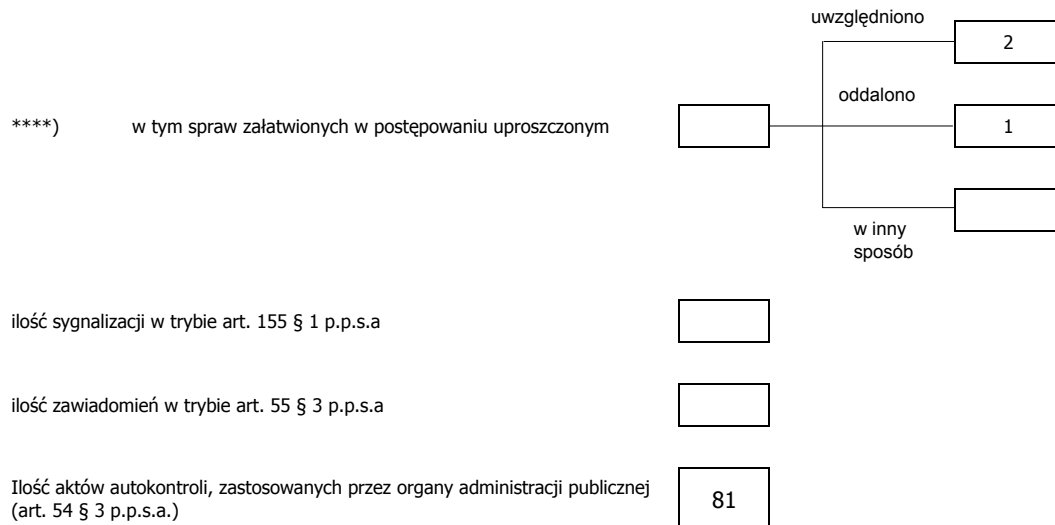 uwzględniono
2
oddalono
****) w tym spraw załatwionych w postępowaniu uproszczonym
1
w inny
sposób
ilość sygnalizacji w trybie art. 155 § 1 p.p.s.a
ilość zawiadomień w trybie art. 55 § 3 p.p.s.a
Ilość aktów autokontroli, zastosowanych przez organy administracji publicznej
(art. 54 § 3 p.p.s.a.)
81